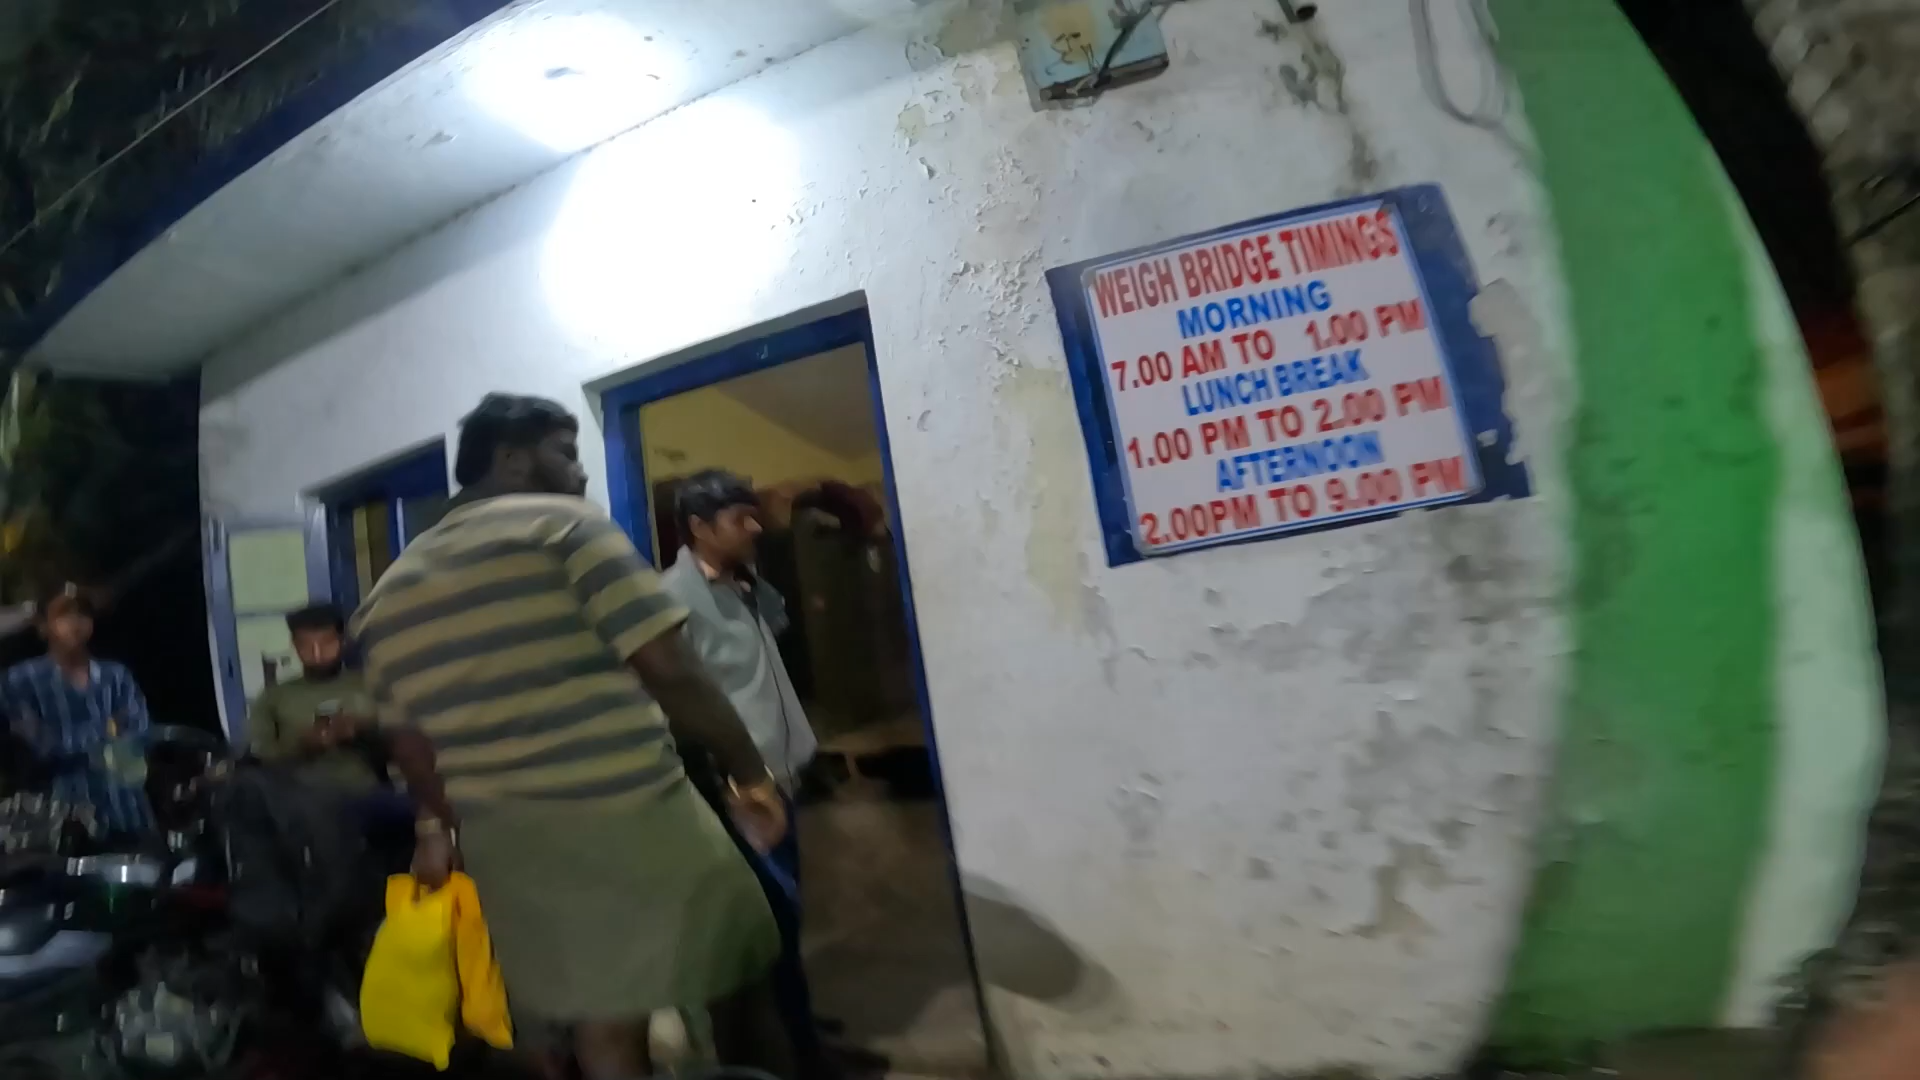 WEIGH BRIDGE TIMINGS
MORNING
7.00 AM TO 1.00 PM
LUNCH BREAK
1.00 PM TO 2.00 PM
AFTERNOON
2.00PM TO 9.00 PM